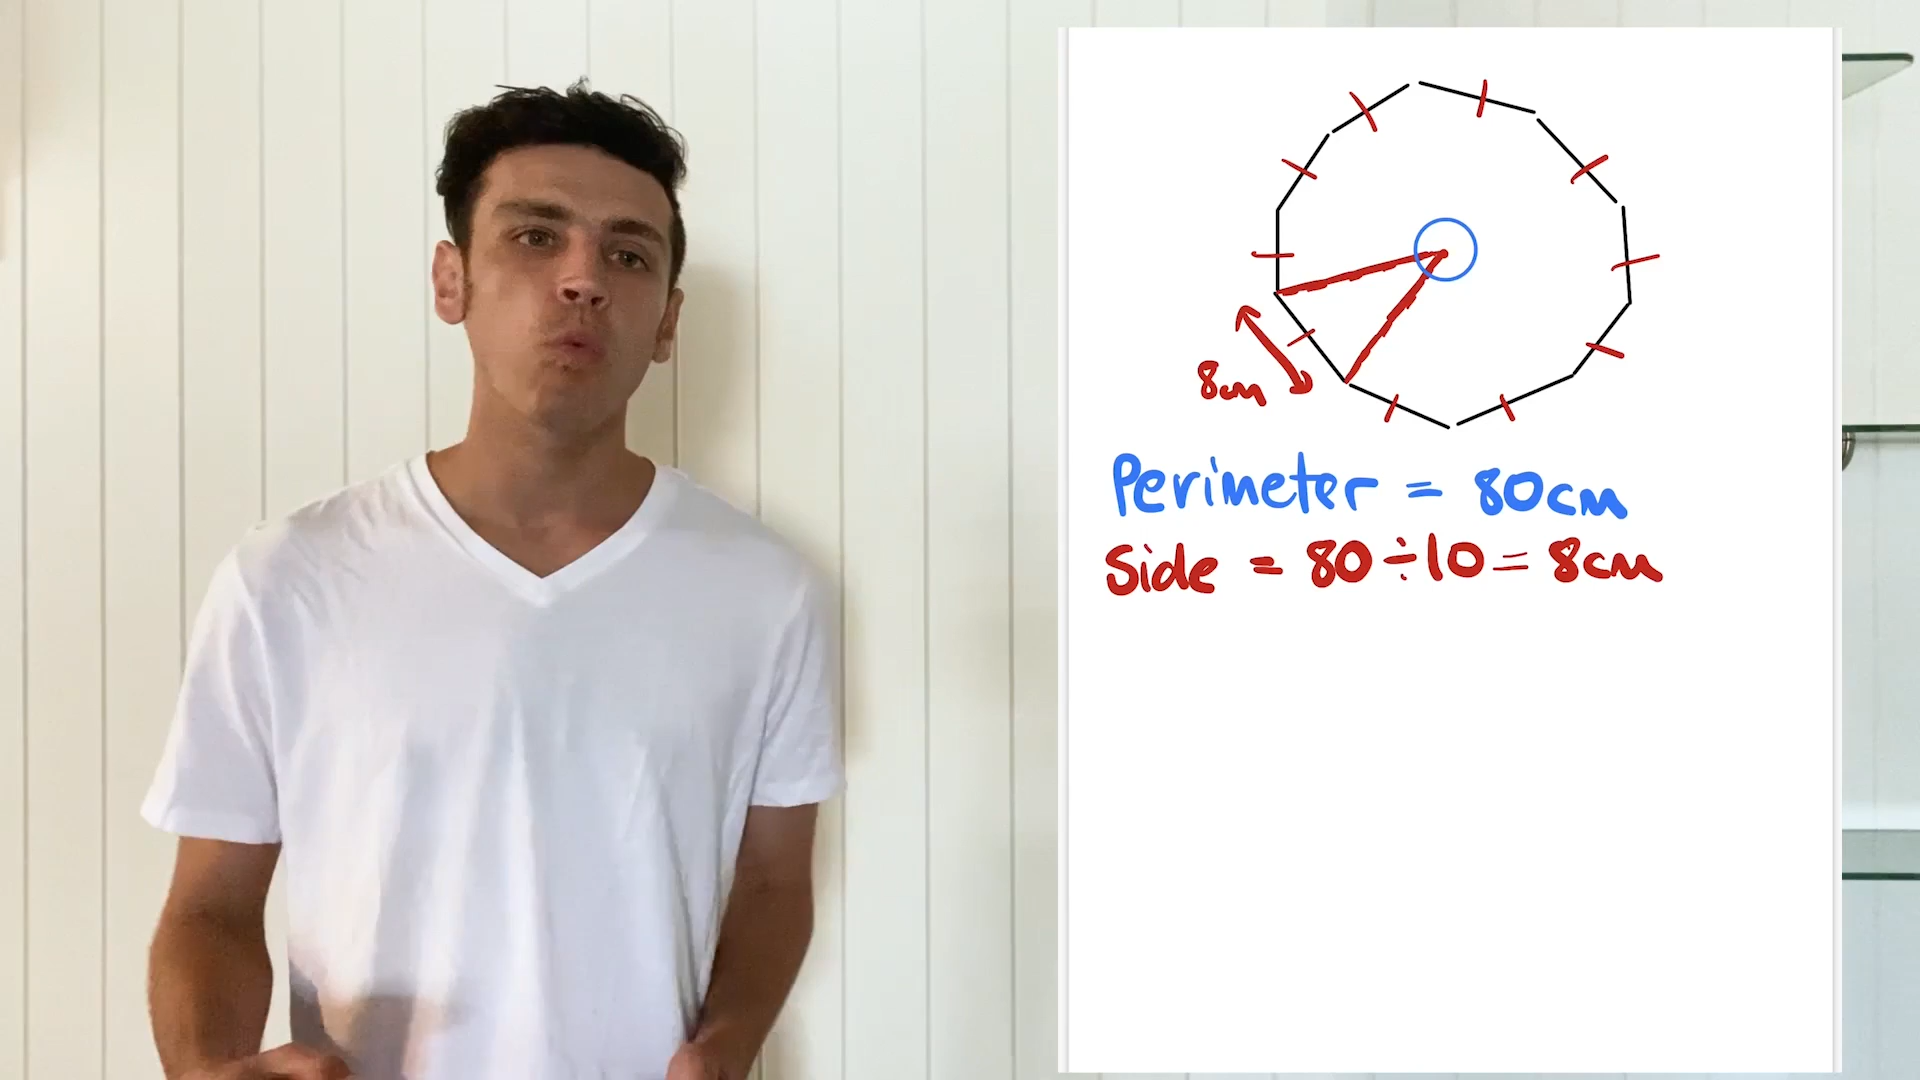 8cm
Perimeter = 80cm
Side = 80 ÷ 10 = 8cm